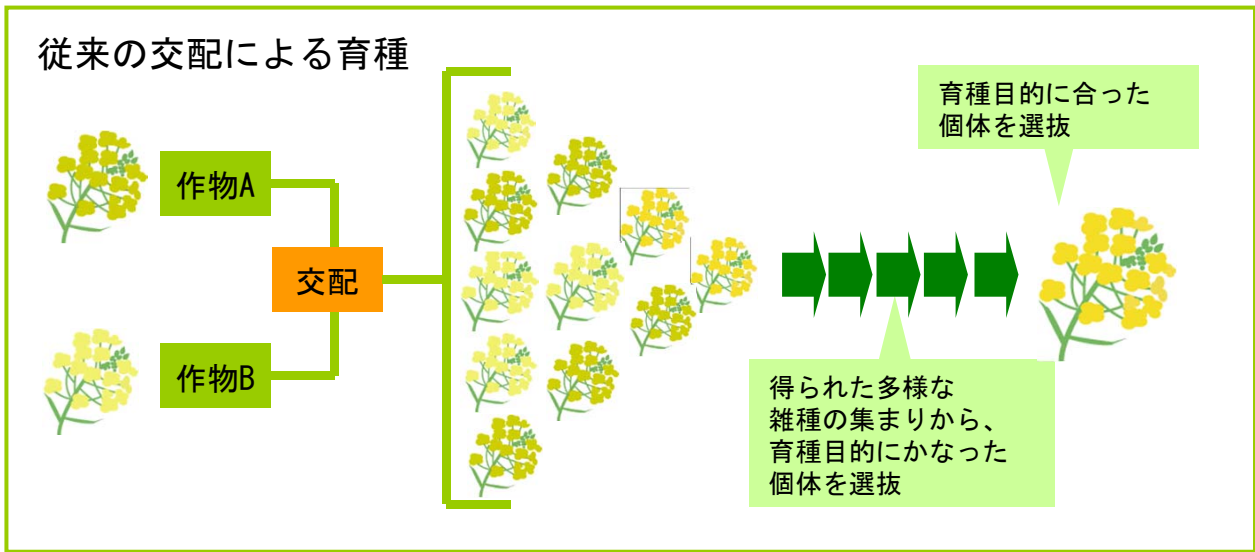 従来の交配による育種
作物A
交配
作物B
育種目的に合った
個体を選抜
得られた多様な
雑種の集まりから、
育種目的にかなった
個体を選抜